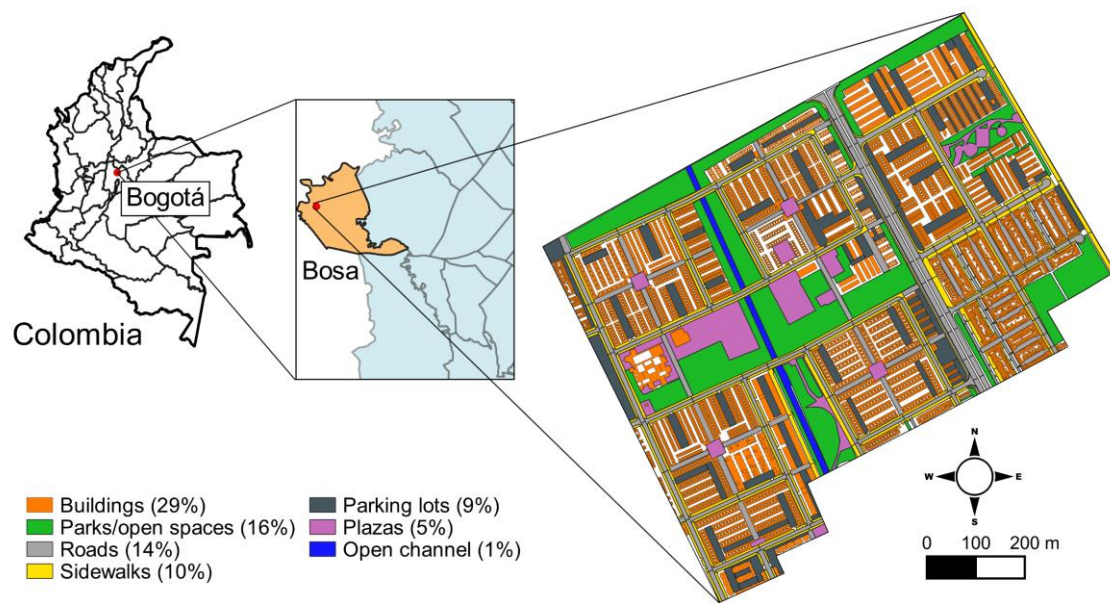 Bogotá
Colombia
Bosa
Buildings (29%)
Parks/open spaces (16%)
Roads (14%)
Sidewalks (10%)
Parking lots (9%)
Plazas (5%)
Open channel (1%)
N
W
E
S
0 100 200 m